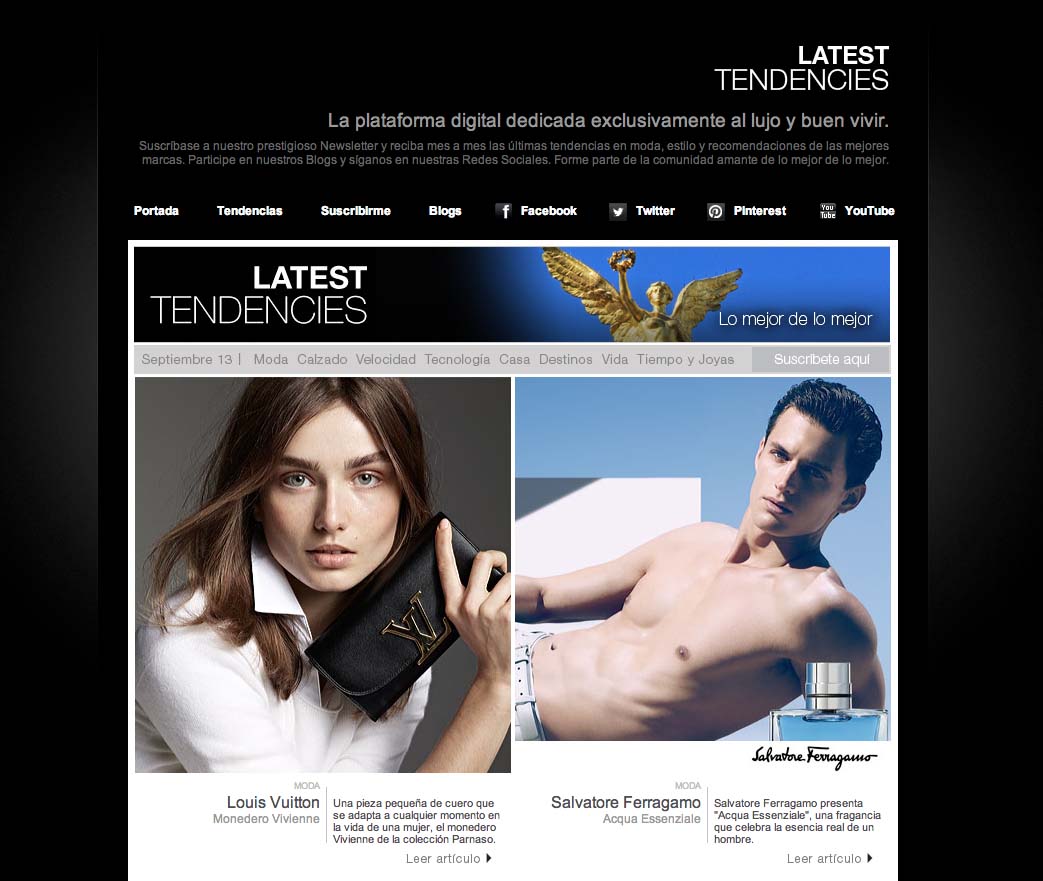 LATEST
TENDENCIES
La plataforma digital dedicada exclusivamente al lujo y buen vivir.
Suscríbase a nuestro prestigioso Newsletter y reciba mes a mes las últimas tendencias en moda, estilo y recomendaciones de las mejores
marcas. Participe en nuestros Blogs y síganos en nuestras Redes Sociales. Forme parte de la comunidad amante de lo mejor de lo mejor.
Portada Tendencias Suscribirme Blogs f Facebook Twitter Pinterest You Tube YouTube
LATEST
TENDENCIES
Lo mejor de lo mejor
Septiembre 13 | Moda Calzado Velocidad Tecnología Casa Destinos Vida Tiempo y Joyas Suscríbete aquí
LV
Salvatore Ferragamo
MODA
Louis Vuitton
Monedero Vivienne
Una pieza pequeña de cuero que
se adapta a cualquier momento en
la vida de una mujer, el monedero
Vivienne de la colección Parnaso.
Leer artículo
MODA
Salvatore Ferragamo
Acqua Essenziale
Salvatore Ferragamo presenta
"Acqua Essenziale", una fragancia
que celebra la esencia real de un
hombre.
Leer artículo